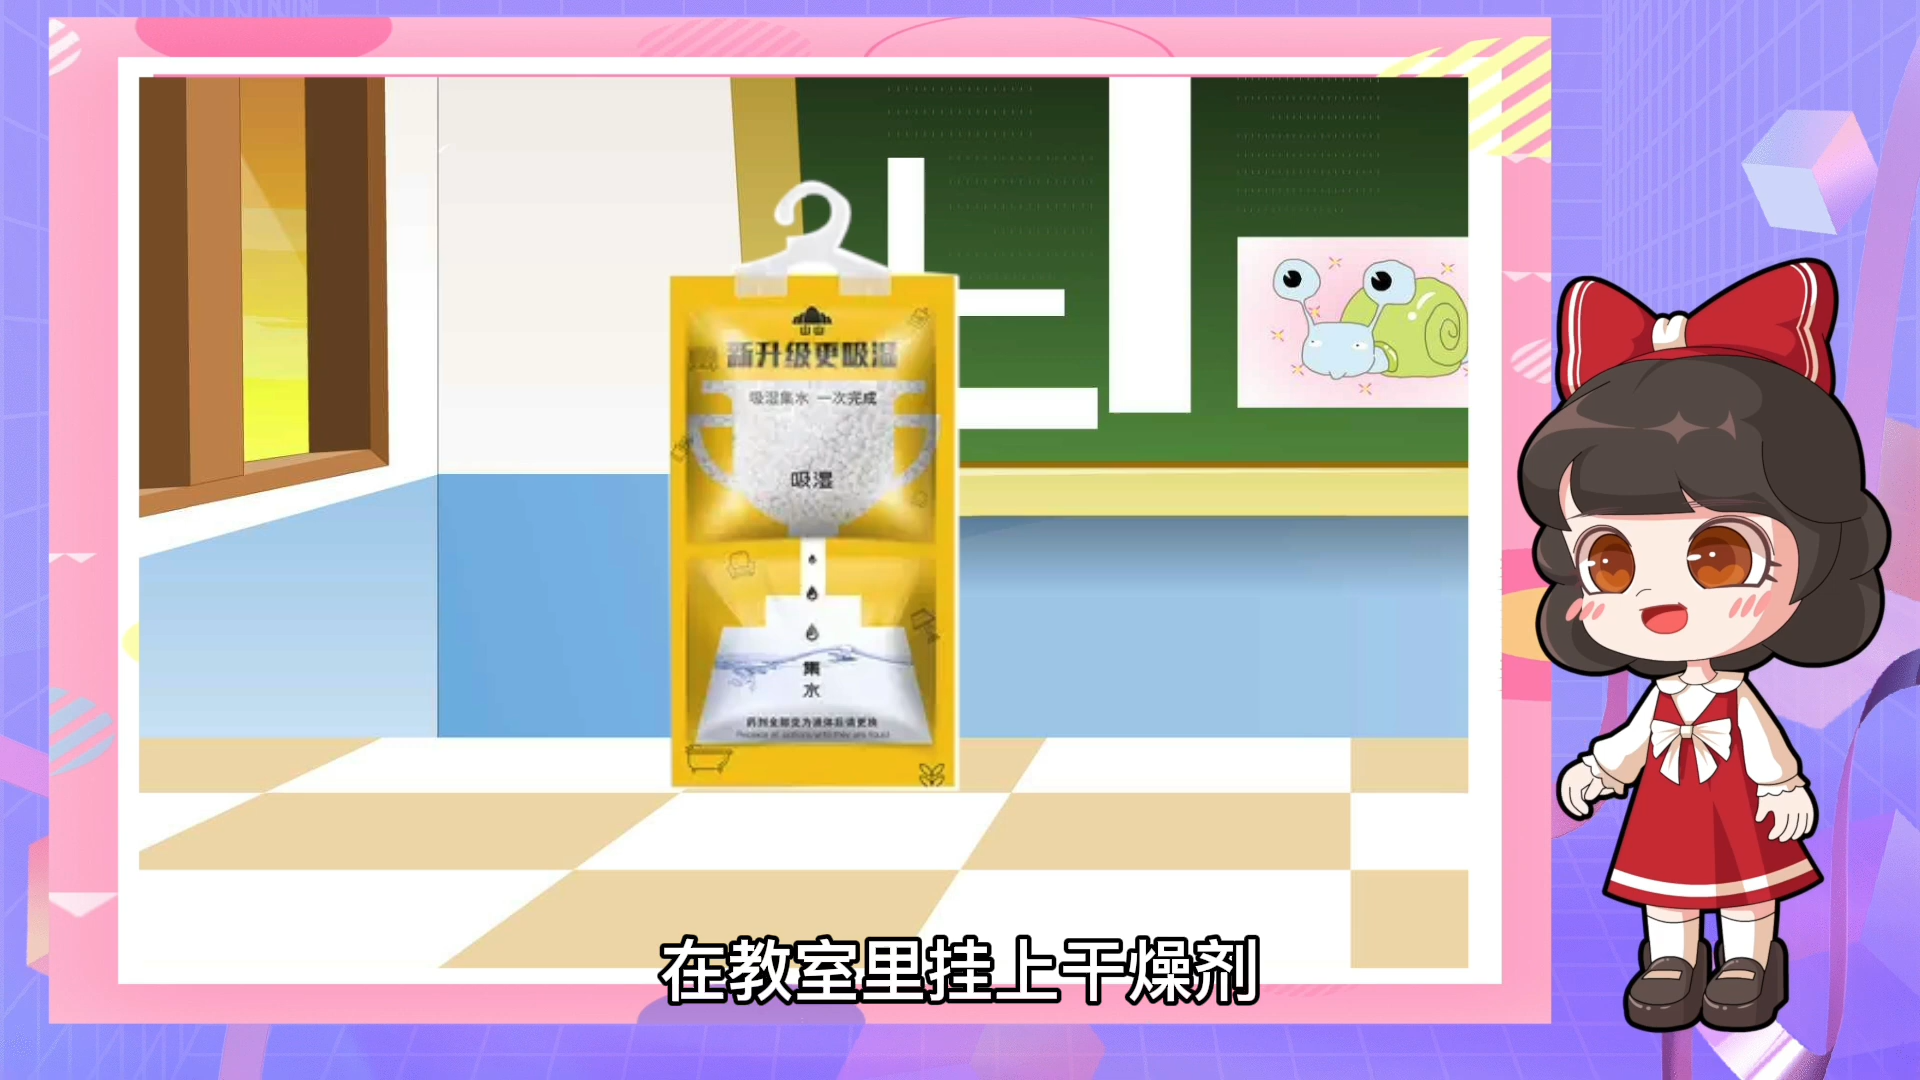 山山
新升级更吸湿
吸湿集水 一次完成
吸湿
集
水
药剂全部变为液体后请更换
在教室里挂上干燥剂